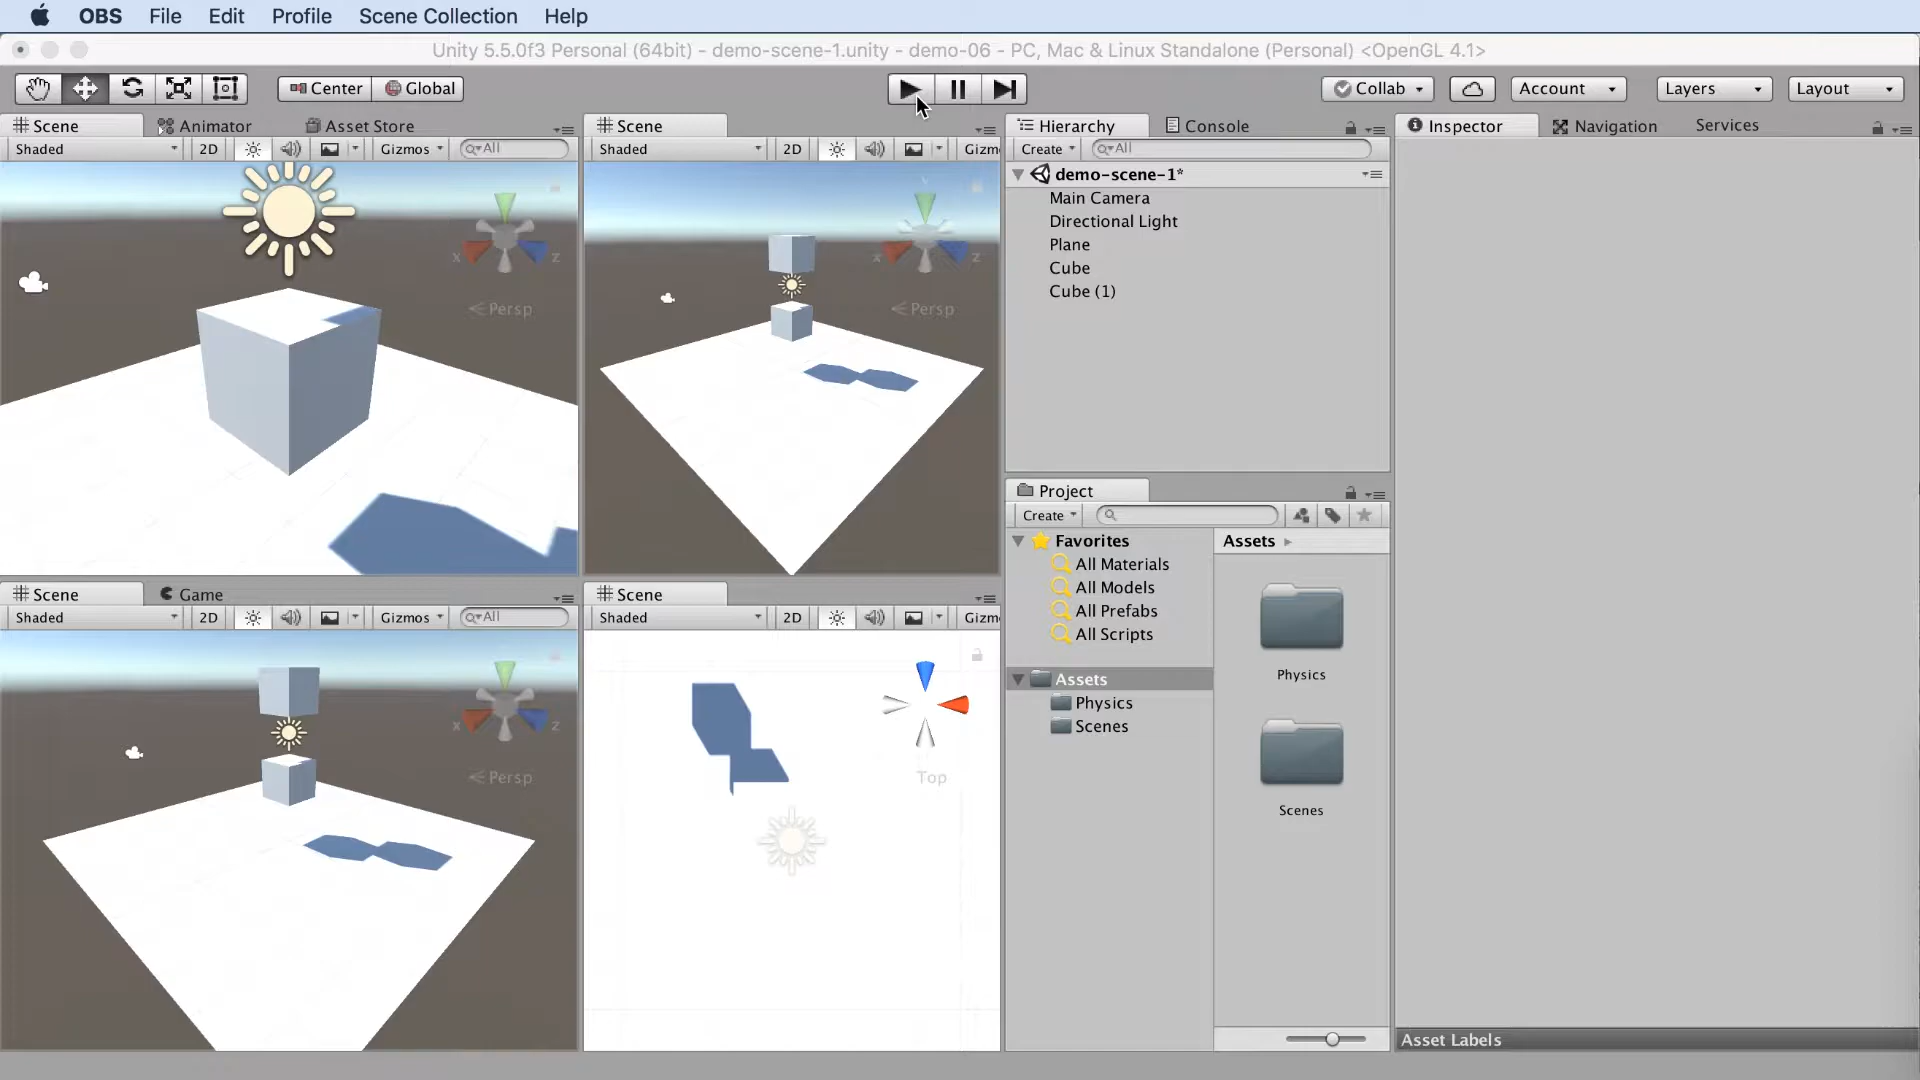 OBS File Edit Profile Scene Collection Help
Unity 5.5.0f3 Personal (64bit) - demo-scene-1.unity - demo-06 - PC, Mac & Linux Standalone (Personal) <OpenGL 4.1>
Center Global Collab Account Layers Layout
Scene Animator Asset Store
Shaded 2D Gizmos All
X Z
Persp
Scene
Shaded 2D Gizm
X Z
Persp
Scene Game
Shaded 2D Gizmos All
X Z
Persp
Scene
Shaded 2D Gizm
Top
Hierarchy Console
Create All
demo-scene-1*
Main Camera
Directional Light
Plane
Cube
Cube (1)
Project
Create
Favorites
All Materials
All Models
All Prefabs
All Scripts
Assets
Physics
Scenes
Assets
Physics
Scenes
Inspector Navigation Services
Asset Labels